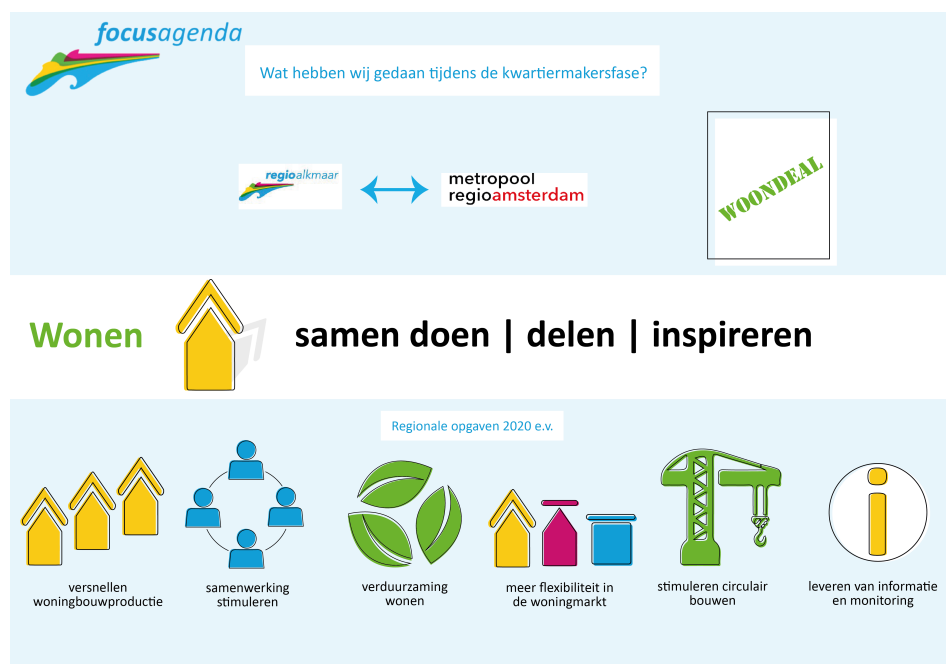 focusagenda
Wat hebben wij gedaan tijdens de kwartiermakersfase?
regioalkmaar
metropool
regioamsterdam
WOONDEAL
Wonen
samen doen | delen | inspireren
Regionale opgaven 2020 e.v.
versnellen
woningbouwproductie
samenwerking
stimuleren
verduurzaming
wonen
meer flexibiliteit in
de woningmarkt
stimuleren circulair
bouwen
leveren van informatie
en monitoring